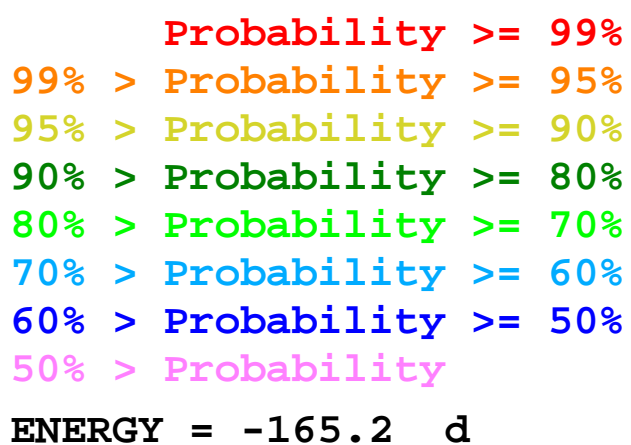 Probability >= 99%
99% > Probability >= 95%
95% > Probability >= 90%
90% > Probability >= 80%
80% > Probability >= 70%
70% > Probability >= 60%
60% > Probability >= 50%
50% > Probability
ENERGY = -165.2 d